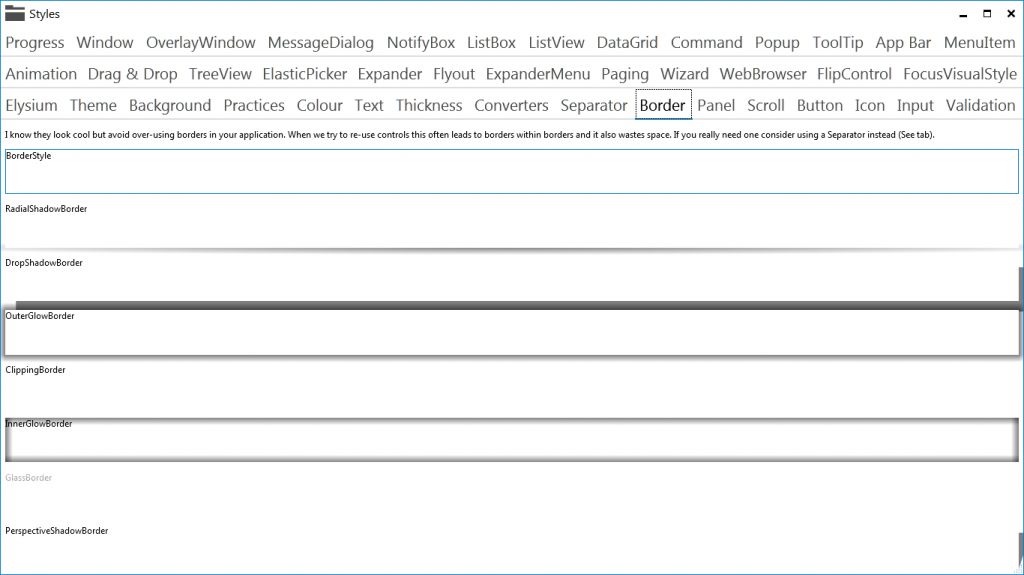 Styles
Progress Window OverlayWindow MessageDialog NotifyBox ListBox ListView DataGrid Command Popup ToolTip App Bar MenuItem
Animation Drag & Drop TreeView ElasticPicker Expander Flyout ExpanderMenu Paging Wizard WebBrowser FlipControl FocusVisualStyle
Elysium Theme Background Practices Colour Text Thickness Converters Separator Border Panel Scroll Button Icon Input Validation
I know they look cool but avoid over-using borders in your application. When we try to re-use controls this often leads to borders within borders and it also wastes space. If you really need one consider using a Separator instead (See tab).
BorderStyle
RadialShadowBorder
DropShadowBorder
OuterGlowBorder
ClippingBorder
InnerGlowBorder
GlassBorder
PerspectiveShadowBorder